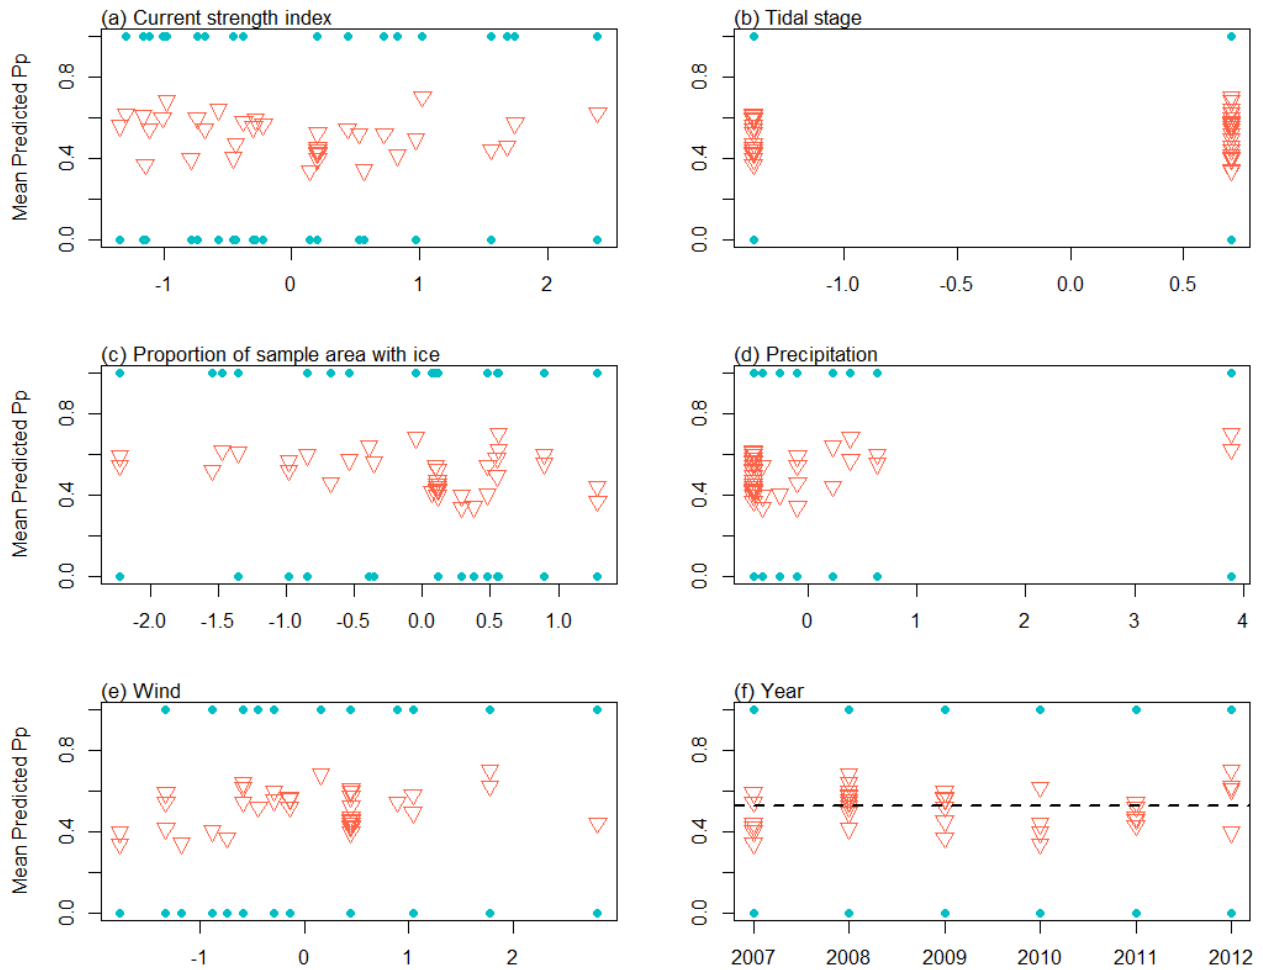 (a) Current strength index
(b) Tidal stage
Mean Predicted Pp
0.8
0.4
0.0
-1 0 1 2
0.8
0.4
0.0
-1.0 -0.5 0.0 0.5
(c) Proportion of sample area with ice
(d) Precipitation
Mean Predicted Pp
0.8
0.4
0.0
-2.0 -1.5 -1.0 -0.5 0.0 0.5 1.0
0.8
0.4
0.0
0 1 2 3 4
(e) Wind
(f) Year
Mean Predicted Pp
0.8
0.4
0.0
-1 0 1 2
0.8
0.4
0.0
2007 2008 2009 2010 2011 2012